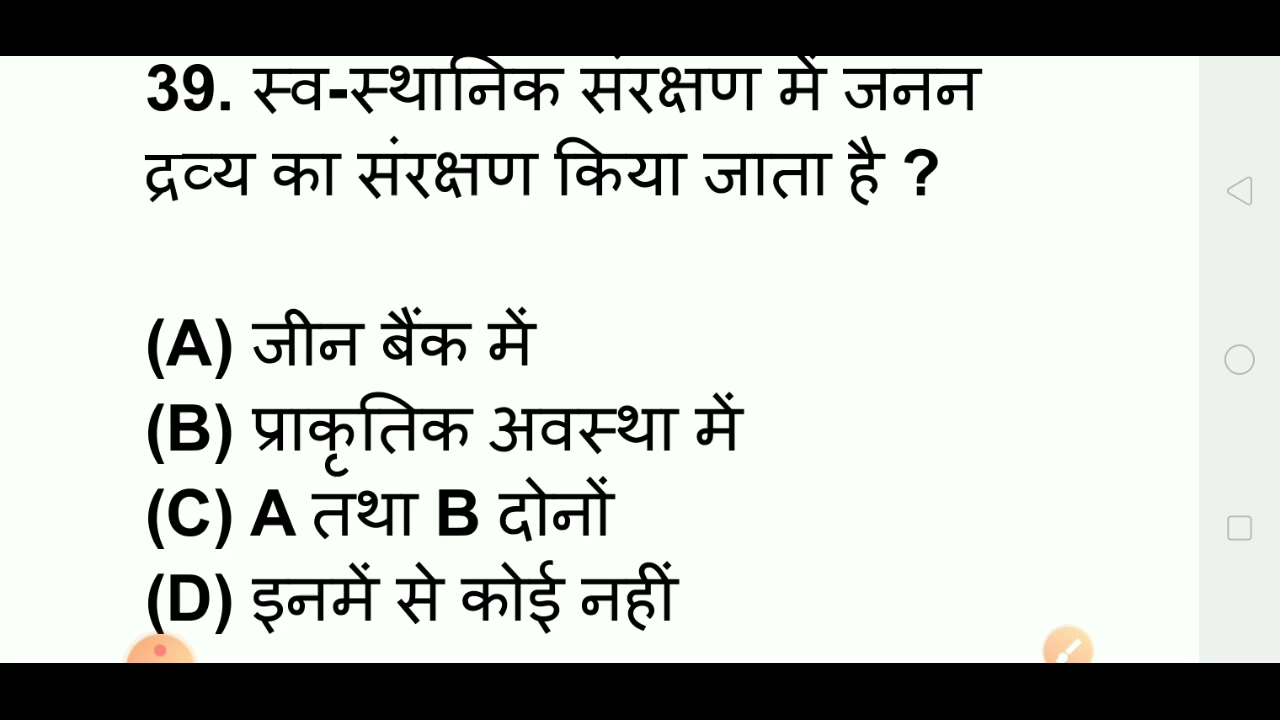 39. स्व-स्थानिक संरक्षण में जनन
द्रव्य का संरक्षण किया जाता है ?
(A) जीन बैंक में
(B) प्राकृतिक अवस्था में
(C) A तथा B दोनों
(D) इनमें से कोई नहीं